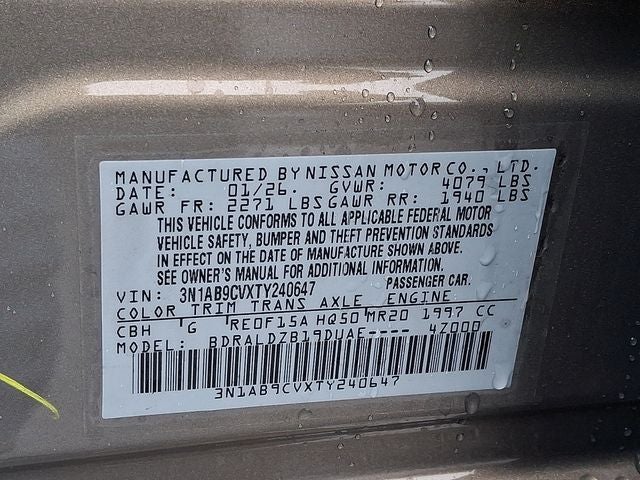 MANUFACTURED BY NISSAN MOTOR CO., LTD.
DATE: 01/26. GVWR: 4079 LBS
GAWR FR: 2271 LBS GAWR RR: 1940 LBS
THIS VEHICLE CONFORMS TO ALL APPLICABLE FEDERAL MOTOR
VEHICLE SAFETY, BUMPER AND THEFT PREVENTION STANDARDS
IN EFFECT ON THE DATE OF MANUFACTURE SHOWN ABOVE.
SEE OWNER'S MANUAL FOR ADDITIONAL INFORMATION.
VIN: 3N1AB9CVXTY240647 PASSENGER CAR.
COLOR TRIM TRANS AXLE ENGINE
CBH G RE0F15A HQ50 MR20 1997 CC
MODEL: BDRALDZB19DUAE---- 4Z000
3N1AB9CVXTY240647